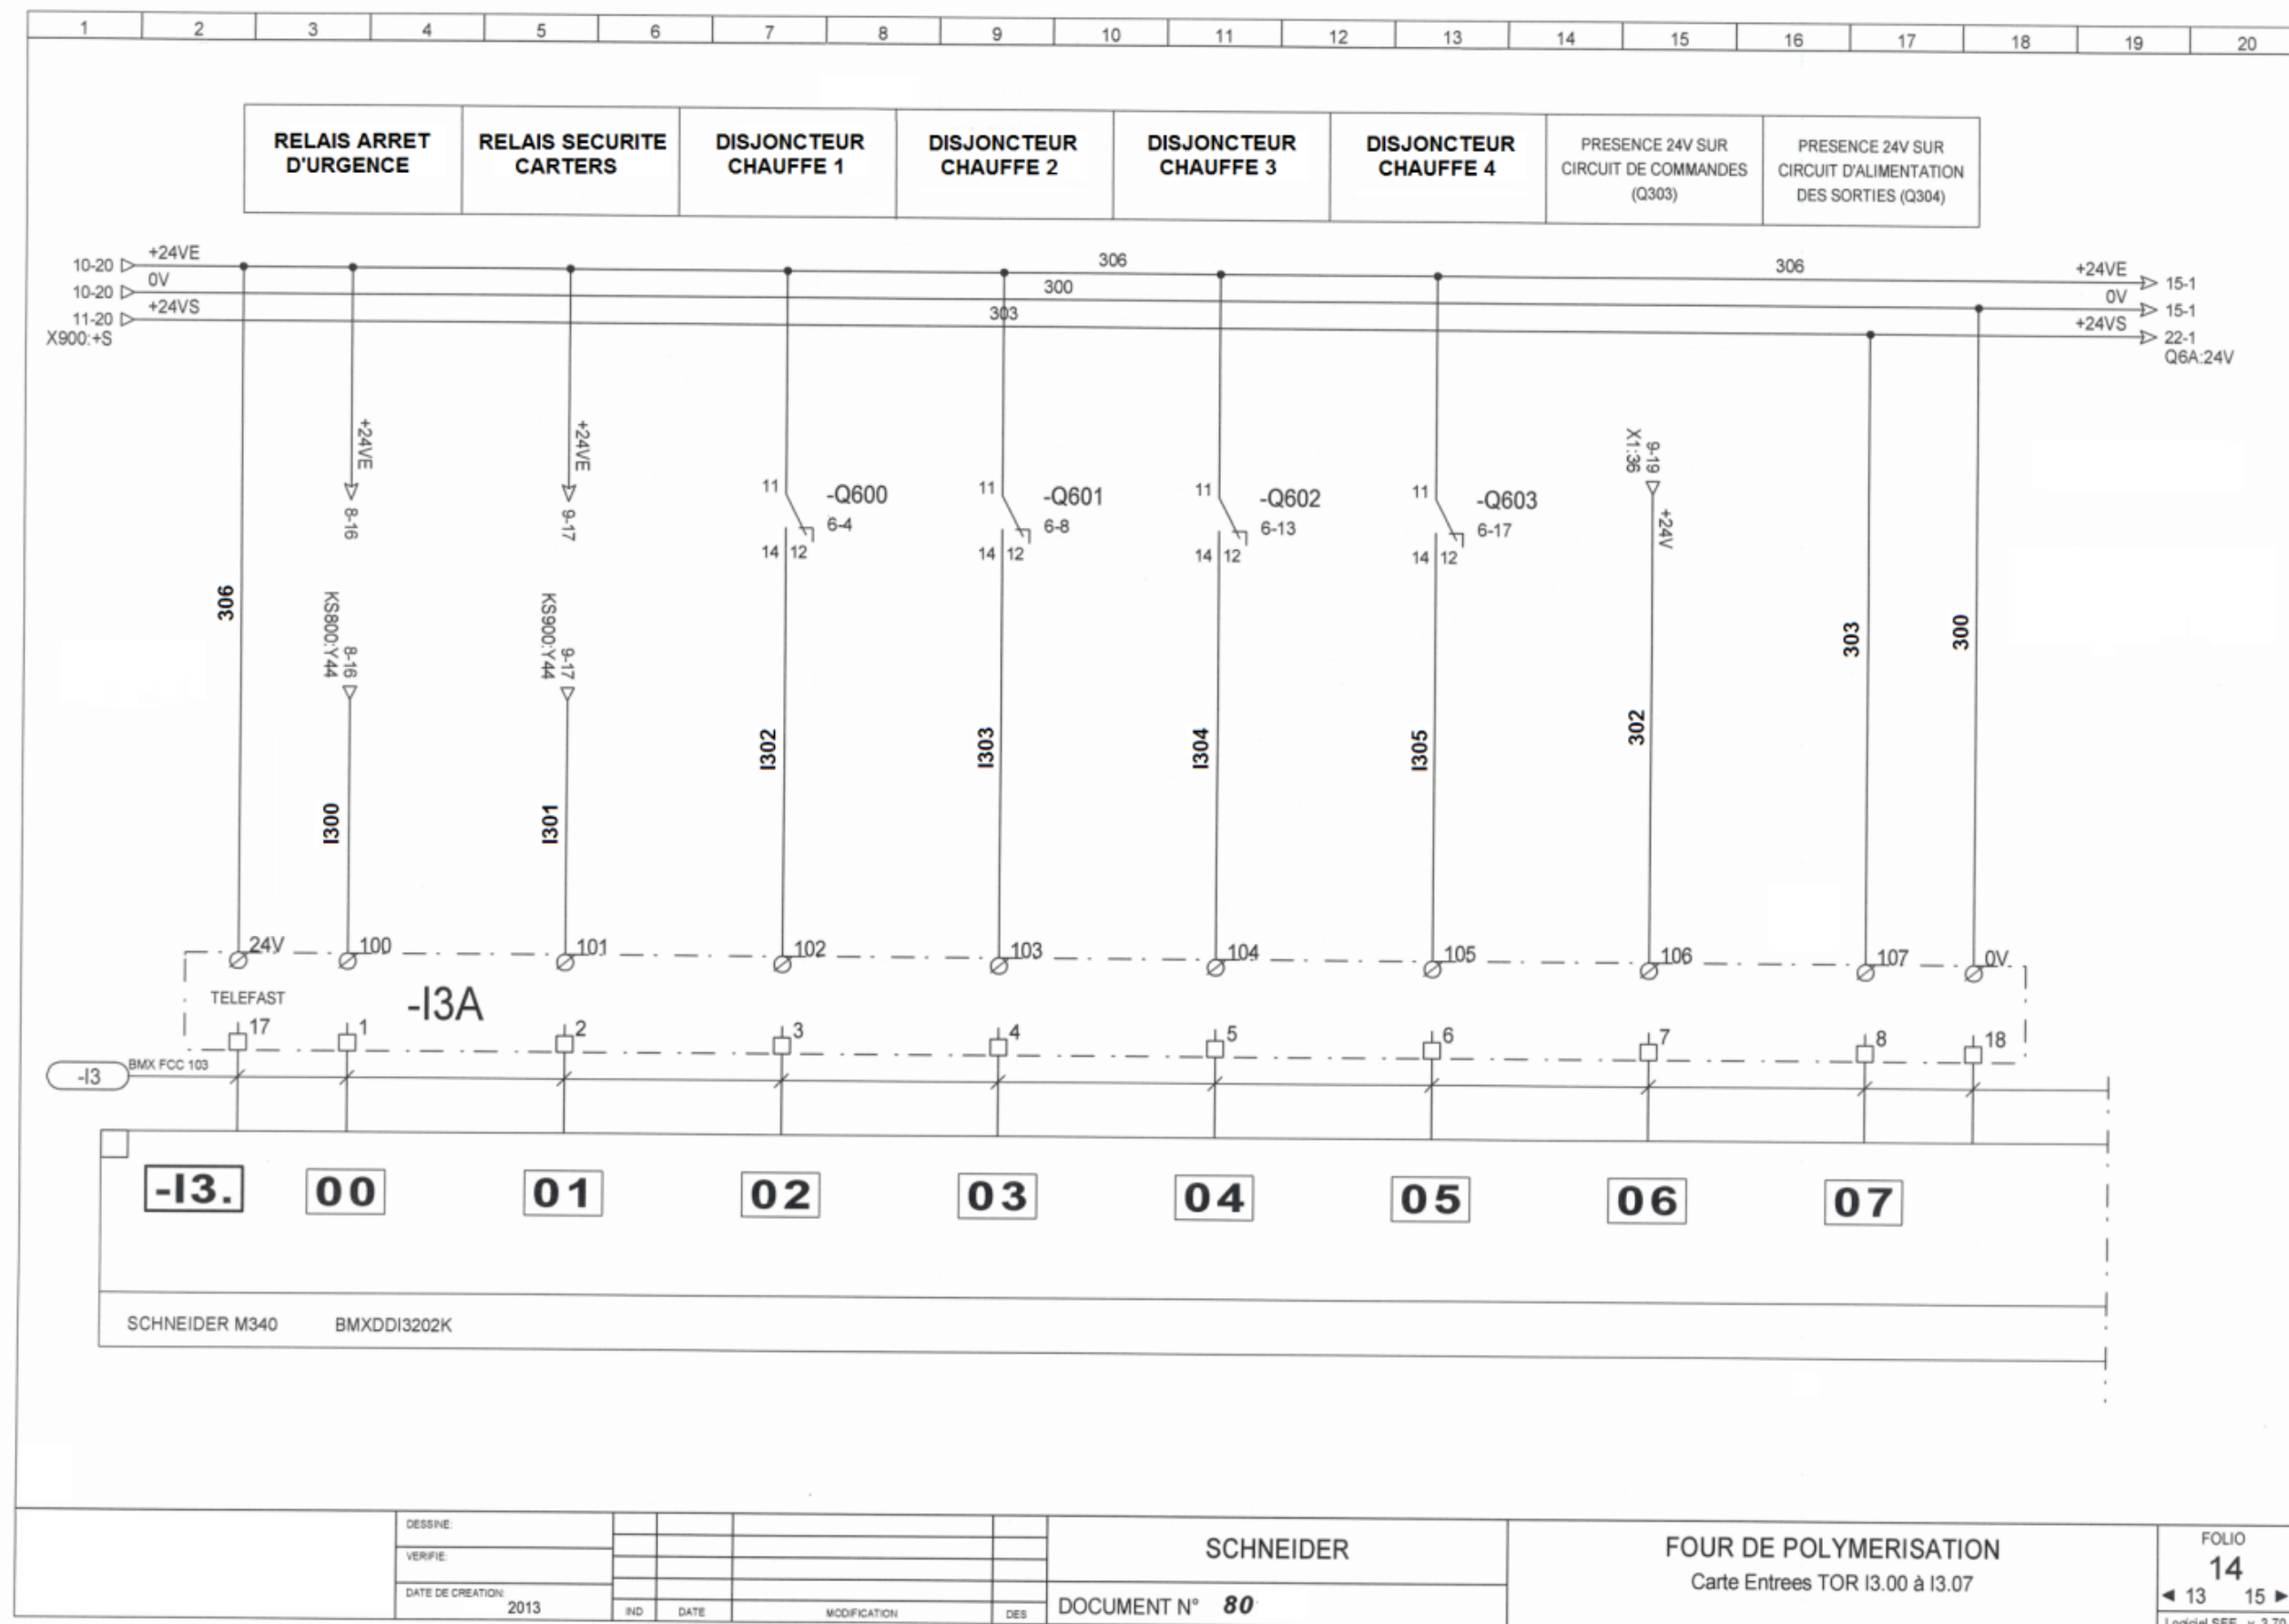 1 2 3 4 5 6 7 8 9 10 11 12 13 14 15 16 17 18 19 20
RELAIS ARRET
D'URGENCE
RELAIS SECURITE
CARTERS
DISJONCTEUR
CHAUFFE 1
DISJONCTEUR
CHAUFFE 2
DISJONCTEUR
CHAUFFE 3
DISJONCTEUR
CHAUFFE 4
PRESENCE 24V SUR
CIRCUIT DE COMMANDES
(Q303)
PRESENCE 24V SUR
CIRCUIT D'ALIMENTATION
DES SORTIES (Q304)
10-20 +24VE 306 306 +24VE 15-1
10-20 0V 300 0V 15-1
11-20 +24VS 303 +24VS 22-1
X900:+S
Q6A:24V
+24VE
8-16
+24VE
9-17
11 -Q600
6-4
14 12
11 -Q601
6-8
14 12
11 -Q602
6-13
14 12
11 -Q603
6-17
14 12
X1:36
9-19
+24V
306
KS800:Y44
8-16
KS900:Y44
9-17
303
300
I300
I301
I302
I303
I304
I305
302
24V 100 101 102 103 104 105 106 107 0V
TELEFAST
-I3A
17 1 2 3 4 5 6 7 8 18
-I3 BMX FCC 103
-I3. 00 01 02 03 04 05 06 07
SCHNEIDER M340 BMXDDI3202K
DESSINE:
VERIFIE:
DATE DE CREATION:
2013
IND DATE MODIFICATION DES
SCHNEIDER
DOCUMENT N° 80
FOUR DE POLYMERISATION
Carte Entrees TOR I3.00 à I3.07
FOLIO
14
◄ 13 15 ►
Logiciel SEE v. 3.70